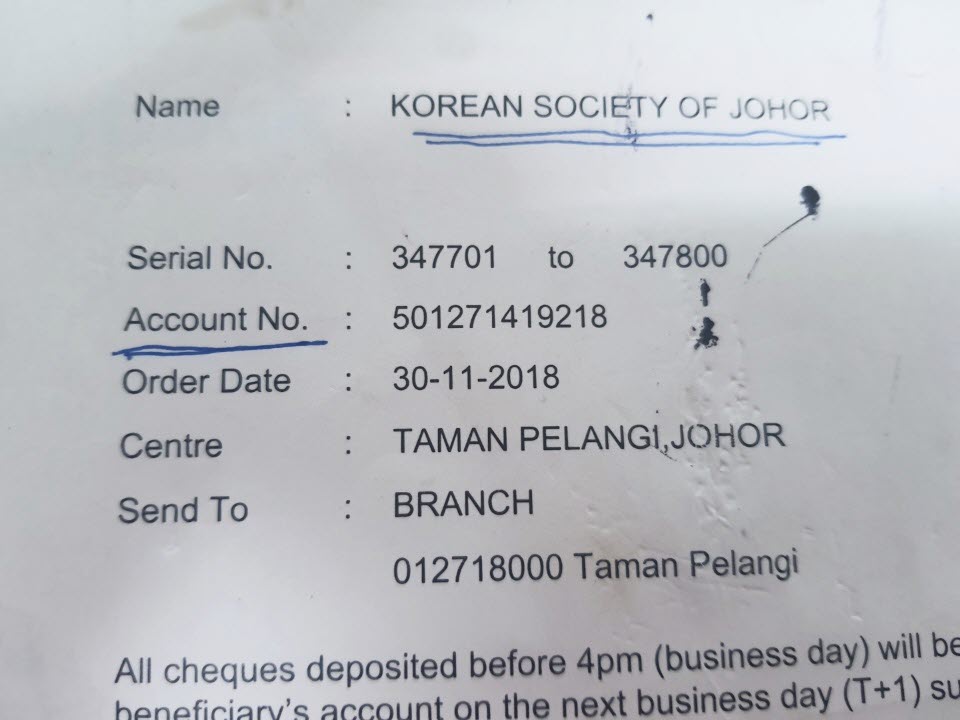 Name : KOREAN SOCIETY OF JOHOR
Serial No. : 347701 to 347800
Account No. : 501271419218
Order Date : 30-11-2018
Centre : TAMAN PELANGI,JOHOR
Send To : BRANCH
012718000 Taman Pelangi
All cheques deposited before 4pm (business day) will be
beneficiary's account on the next business day (T+1) su